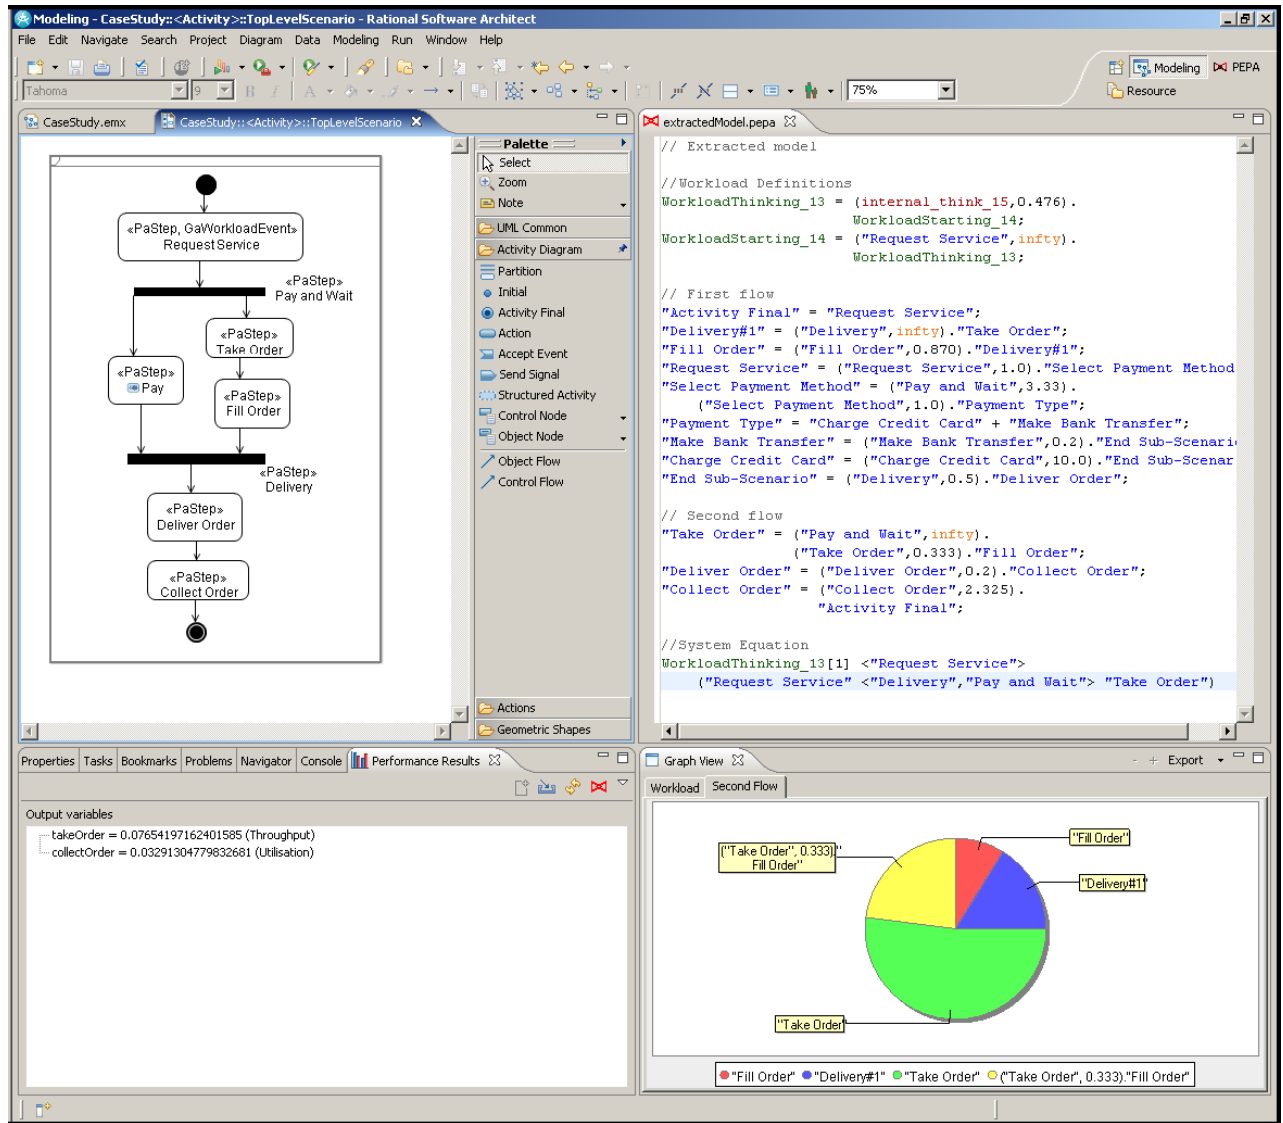 Modeling - CaseStudy::<Activity>::TopLevelScenario - Rational Software Architect
File Edit Navigate Search Project Diagram Data Modeling Run Window Help
Modeling PEPA
Tahoma 9 B I A 75%
Resource
CaseStudy.emx CaseStudy::<Activity>::TopLevelScenario
«PaStep, GaWorkloadEvent»
RequestService
«PaStep»
Pay and Wait
«PaStep»
Take Order
«PaStep»
Pay
«PaStep»
Fill Order
«PaStep»
Delivery
«PaStep»
Deliver Order
«PaStep»
Collect Order
Palette
Select
Zoom
Note
UML Common
Activity Diagram
Partition
Initial
Activity Final
Action
Accept Event
Send Signal
Structured Activity
Control Node
Object Node
Object Flow
Control Flow
Actions
Geometric Shapes
extractedModel.pepa
// Extracted model
//Workload Definitions
WorkloadThinking_13 = (internal_think_15,0.476).
WorkloadStarting_14;
WorkloadStarting_14 = ("Request Service",infty).
WorkloadThinking_13;
// First flow
"Activity Final" = "Request Service";
"Delivery#1" = ("Delivery",infty)."Take Order";
"Fill Order" = ("Fill Order",0.870)."Delivery#1";
"Request Service" = ("Request Service",1.0)."Select Payment Method
"Select Payment Method" = ("Pay and Wait",3.33).
("Select Payment Method",1.0)."Payment Type";
"Payment Type" = "Charge Credit Card" + "Make Bank Transfer";
"Make Bank Transfer" = ("Make Bank Transfer",0.2)."End Sub-Scenari
"Charge Credit Card" = ("Charge Credit Card",10.0)."End Sub-Scenar
"End Sub-Scenario" = ("Delivery",0.5)."Deliver Order";
// Second flow
"Take Order" = ("Pay and Wait",infty).
("Take Order",0.333)."Fill Order";
"Deliver Order" = ("Deliver Order",0.2)."Collect Order";
"Collect Order" = ("Collect Order",2.325).
"Activity Final";
//System Equation
WorkloadThinking_13[1] <"Request Service">
("Request Service" <"Delivery","Pay and Wait"> "Take Order")
Properties Tasks Bookmarks Problems Navigator Console Performance Results
Output variables
takeOrder = 0.07654197162401585 (Throughput)
collectOrder = 0.03291304779832681 (Utilisation)
Graph View - + Export
Workload Second Flow
"Fill Order"
("Take Order", 0.333)."
Fill Order"
"Delivery#1"
"Take Order"
"Fill Order" "Delivery#1" "Take Order" ("Take Order", 0.333)."Fill Order"